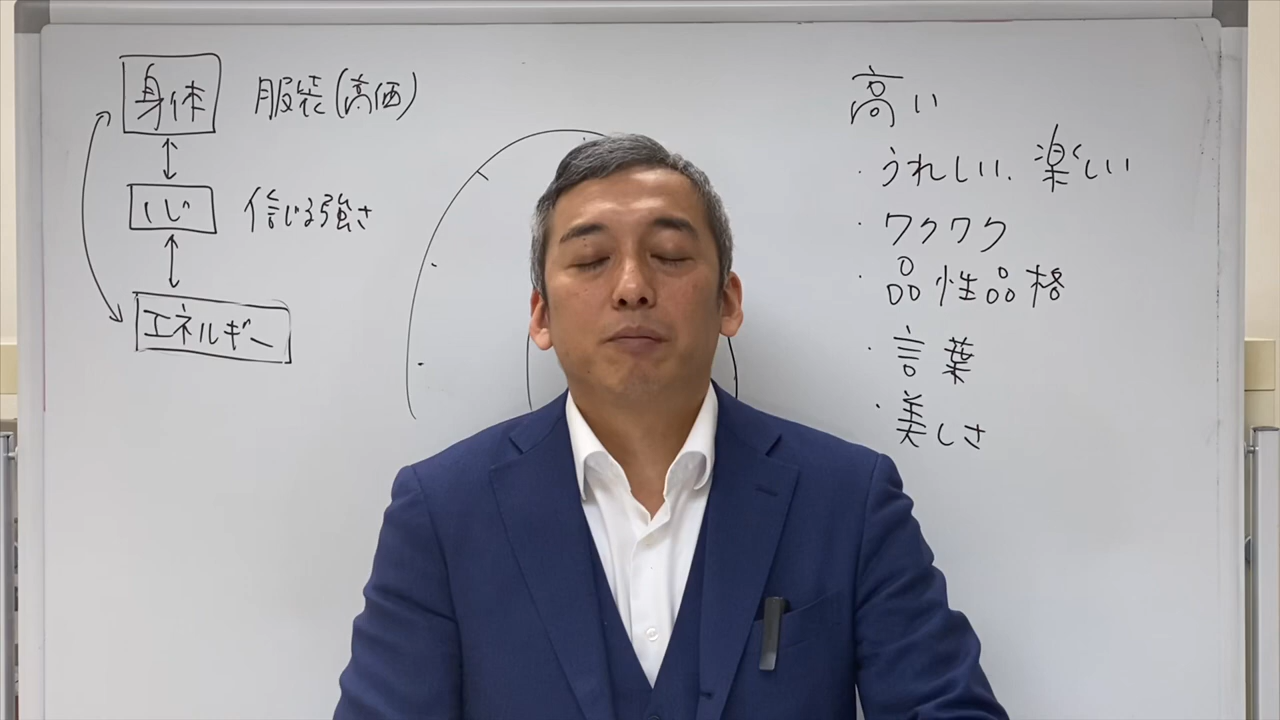 身体 服装(高価)
心 信じる強さ
エネルギー
高い
・うれしい、楽しい
・ワクワク
・品性品格
・言葉
・美しさ